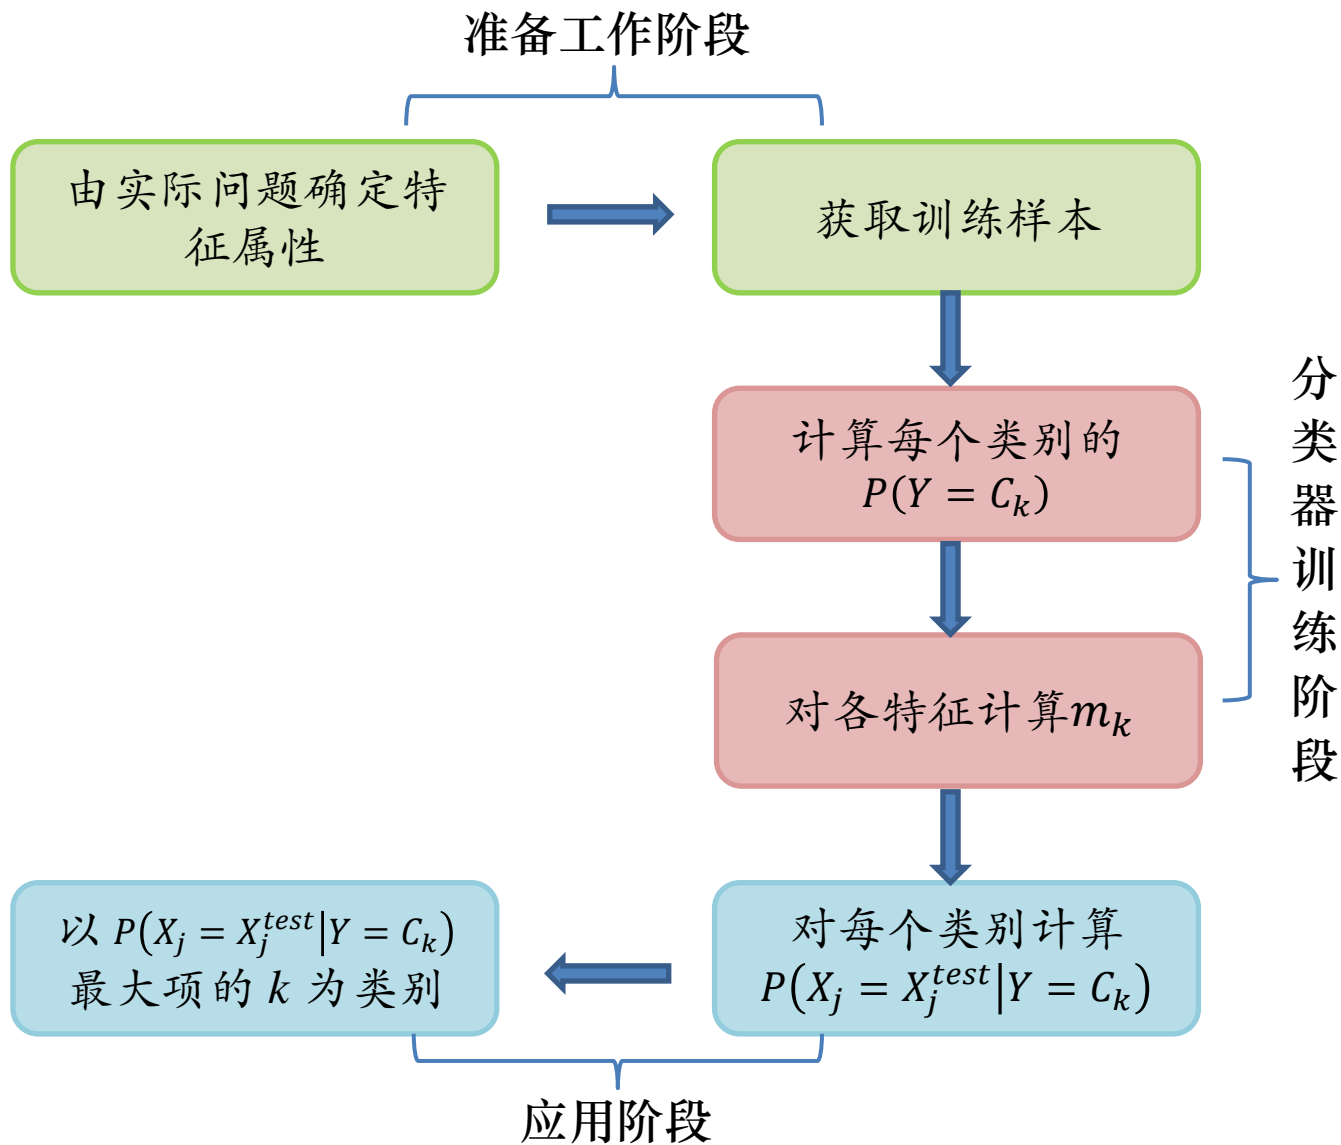 准备工作阶段
由实际问题确定特
征属性
获取训练样本
计算每个类别的
P(Y = C_k)
对各特征计算m_k
分类器训练阶段
对每个类别计算
P(X_j = X_j^{test}|Y = C_k)
以 P(X_j = X_j^{test}|Y = C_k)
最大项的 k 为类别
应用阶段